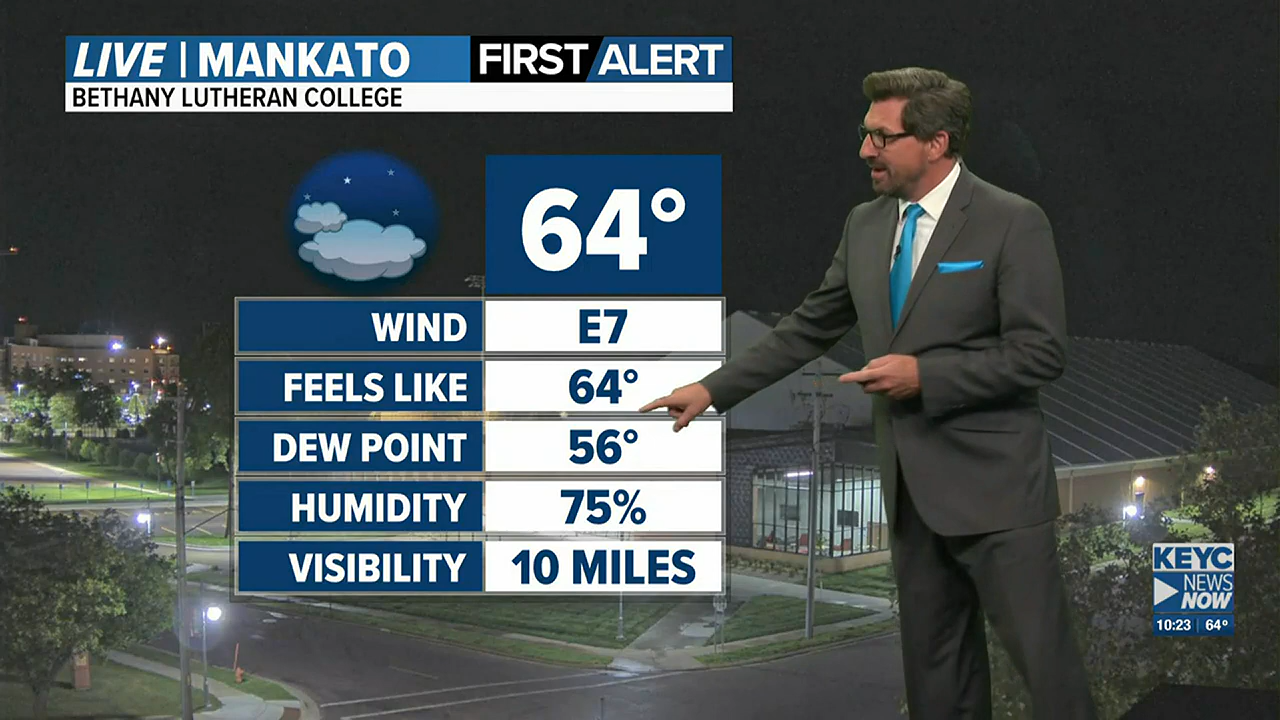 LIVE | MANKATO FIRST ALERT
BETHANY LUTHERAN COLLEGE
64°
WIND E7
FEELS LIKE 64°
DEW POINT 56°
HUMIDITY 75%
VISIBILITY 10 MILES
KEYC
NEWS
NOW
10:23 64°